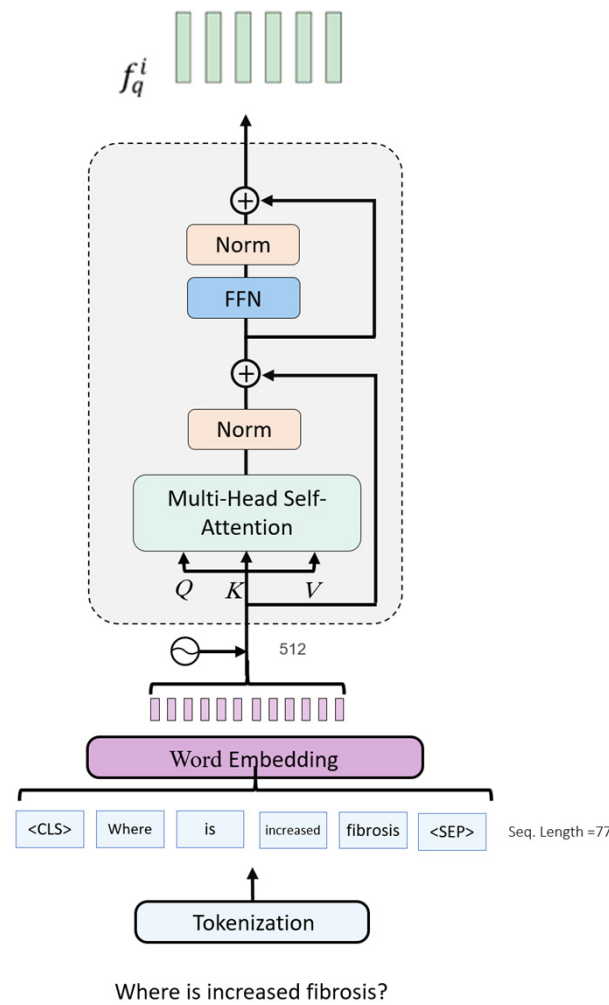 f_q^i
+
Norm
FFN
+
Norm
Multi-Head Self-
Attention
Q K V
512
Word Embedding
<CLS> Where is increased fibrosis <SEP> Seq. Length =77
Tokenization
Where is increased fibrosis?